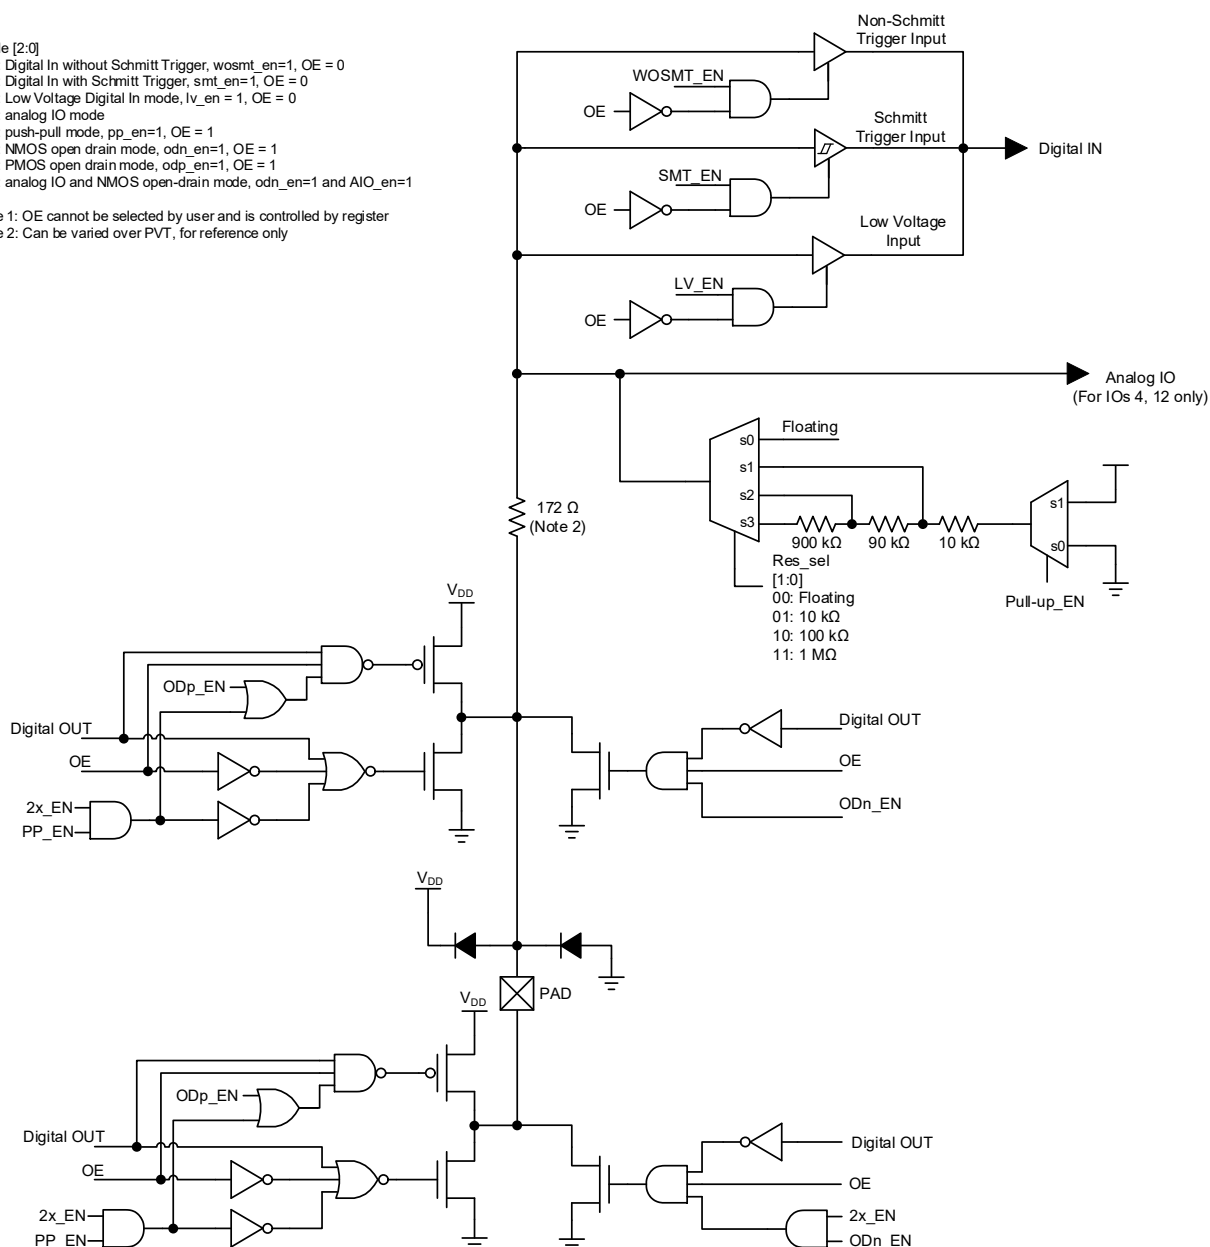 le [2:0]
Digital In without Schmitt Trigger, wosmt_en=1, OE = 0
Digital In with Schmitt Trigger, smt_en=1, OE = 0
Low Voltage Digital In mode, lv_en = 1, OE = 0
analog IO mode
push-pull mode, pp_en=1, OE = 1
NMOS open drain mode, odn_en=1, OE = 1
PMOS open drain mode, odp_en=1, OE = 1
analog IO and NMOS open-drain mode, odn_en=1 and AIO_en=1
e 1: OE cannot be selected by user and is controlled by register
e 2: Can be varied over PVT, for reference only
Non-Schmitt
Trigger Input
WOSMT_EN
OE
Schmitt
Trigger Input
Digital IN
SMT_EN
OE
Low Voltage
Input
LV_EN
OE
Analog IO
(For IOs 4, 12 only)
Floating
s0
s1
s2
s3
172 Ω
(Note 2)
900 kΩ
90 kΩ
10 kΩ
s1
s0
Res_sel
[1:0]
00: Floating
01: 10 kΩ
10: 100 kΩ
11: 1 MΩ
Pull-up_EN
VDD
ODp_EN
Digital OUT
OE
2x_EN
PP_EN
Digital OUT
OE
ODn_EN
VDD
PAD
VDD
ODp_EN
Digital OUT
OE
2x_EN
PP_EN
Digital OUT
OE
2x_EN
ODn_EN